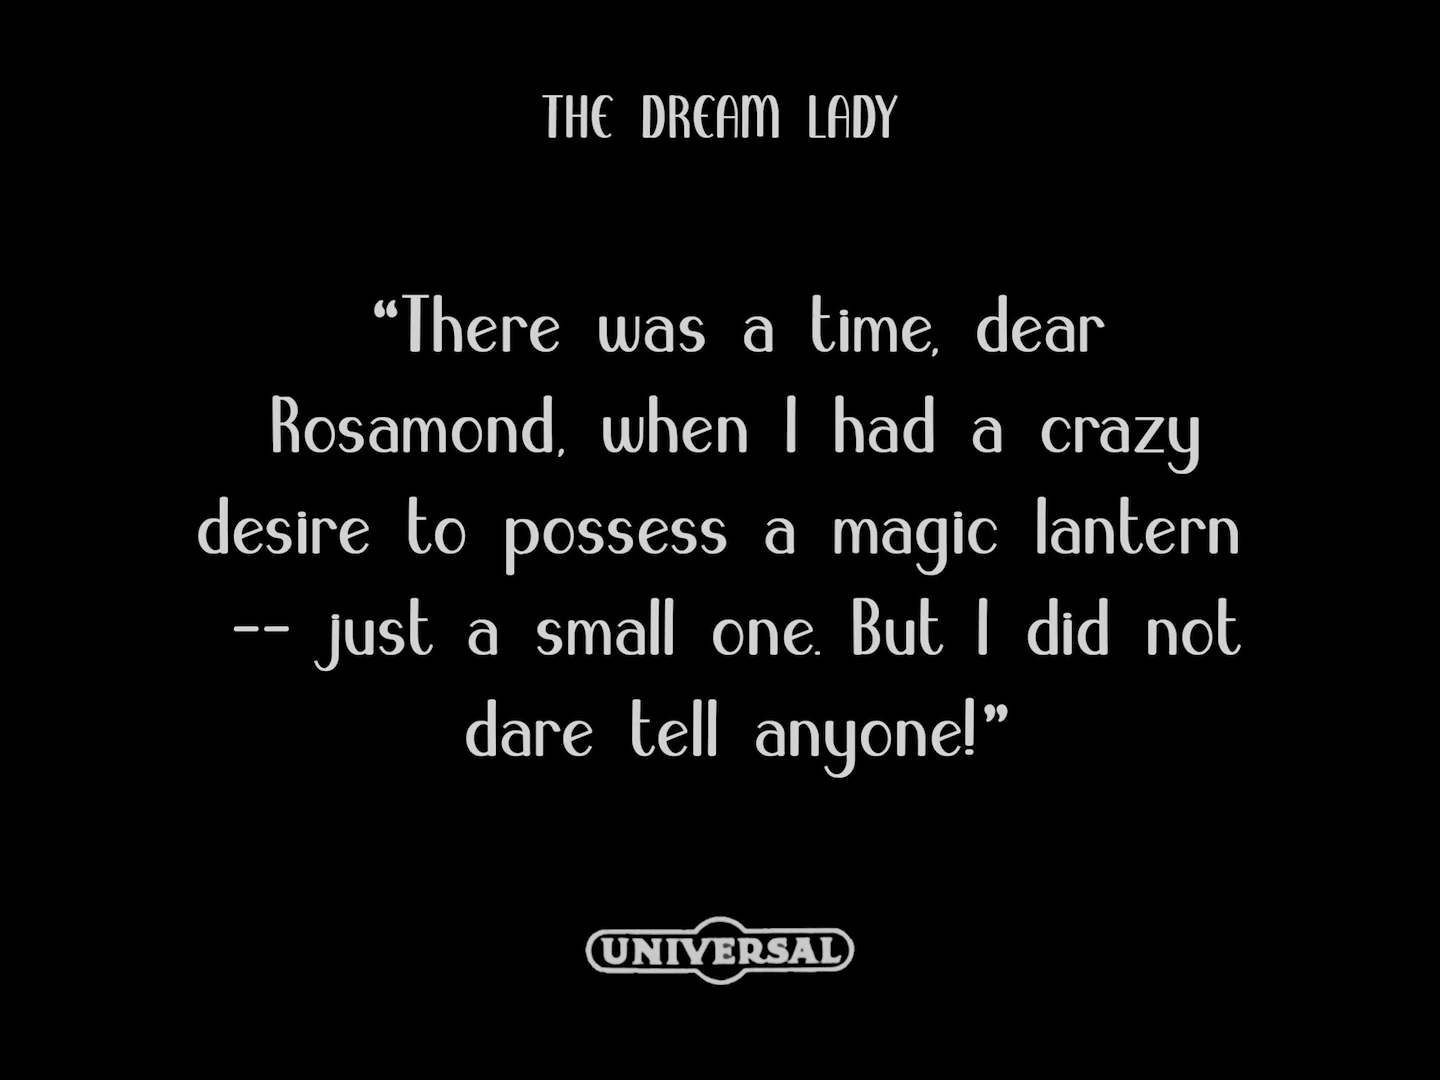 THE DREAM LADY
“There was a time, dear
Rosamond, when I had a crazy
desire to possess a magic lantern
-- just a small one. But I did not
dare tell anyone!”
UNIVERSAL